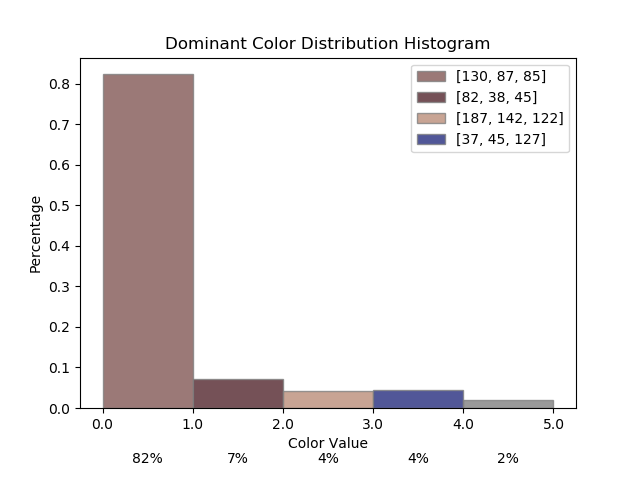 Dominant Color Distribution Histogram
[130, 87, 85]
[82, 38, 45]
[187, 142, 122]
[37, 45, 127]
Percentage
0.8
0.7
0.6
0.5
0.4
0.3
0.2
0.1
0.0
0.0 1.0 2.0 3.0 4.0 5.0
Color Value
82% 7% 4% 4% 2%